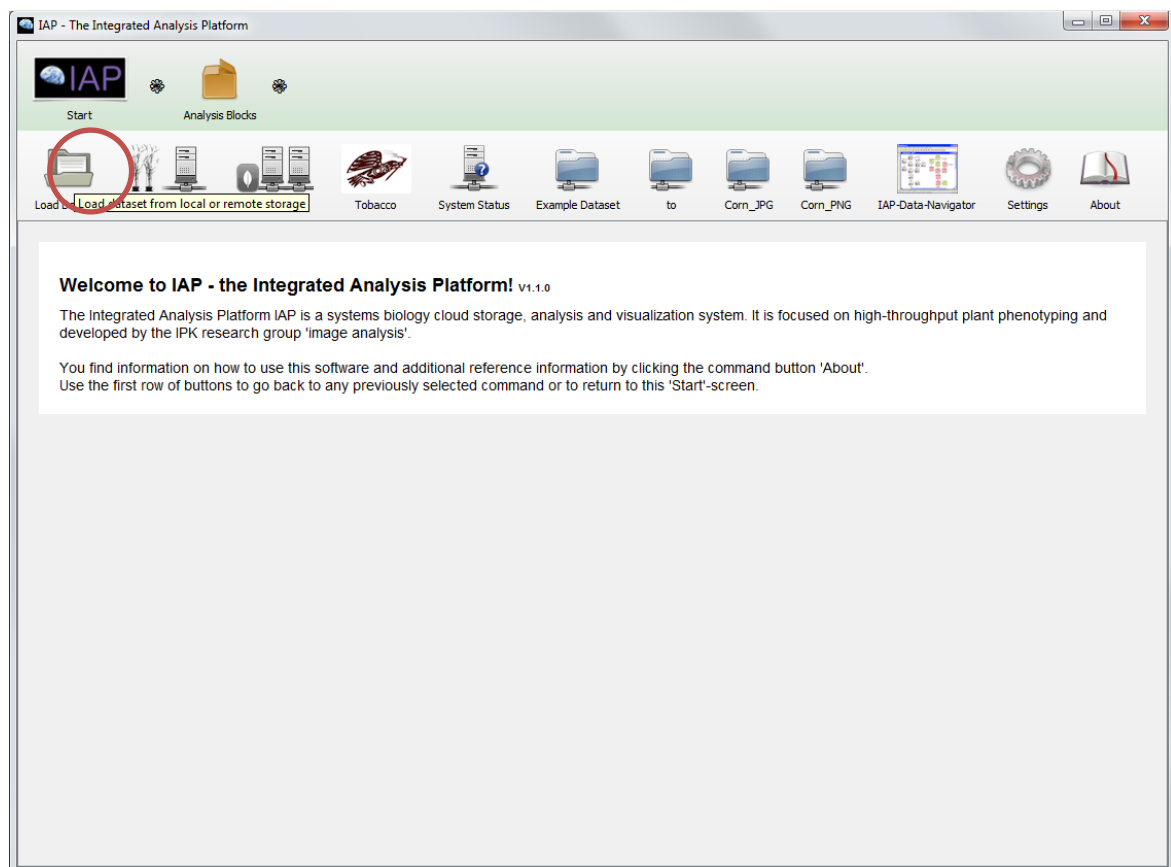 IAP - The Integrated Analysis Platform
IAP
Start
Analysis Blocks
Load
Load dataset from local or remote storage
Tobacco
System Status
Example Dataset
to
Corn_JPG
Corn_PNG
IAP-Data-Navigator
Settings
About
Welcome to IAP - the Integrated Analysis Platform! V1.1.0
The Integrated Analysis Platform IAP is a systems biology cloud storage, analysis and visualization system. It is focused on high-throughput plant phenotyping and
developed by the IPK research group 'image analysis'.
You find information on how to use this software and additional reference information by clicking the command button 'About'.
Use the first row of buttons to go back to any previously selected command or to return to this 'Start'-screen.